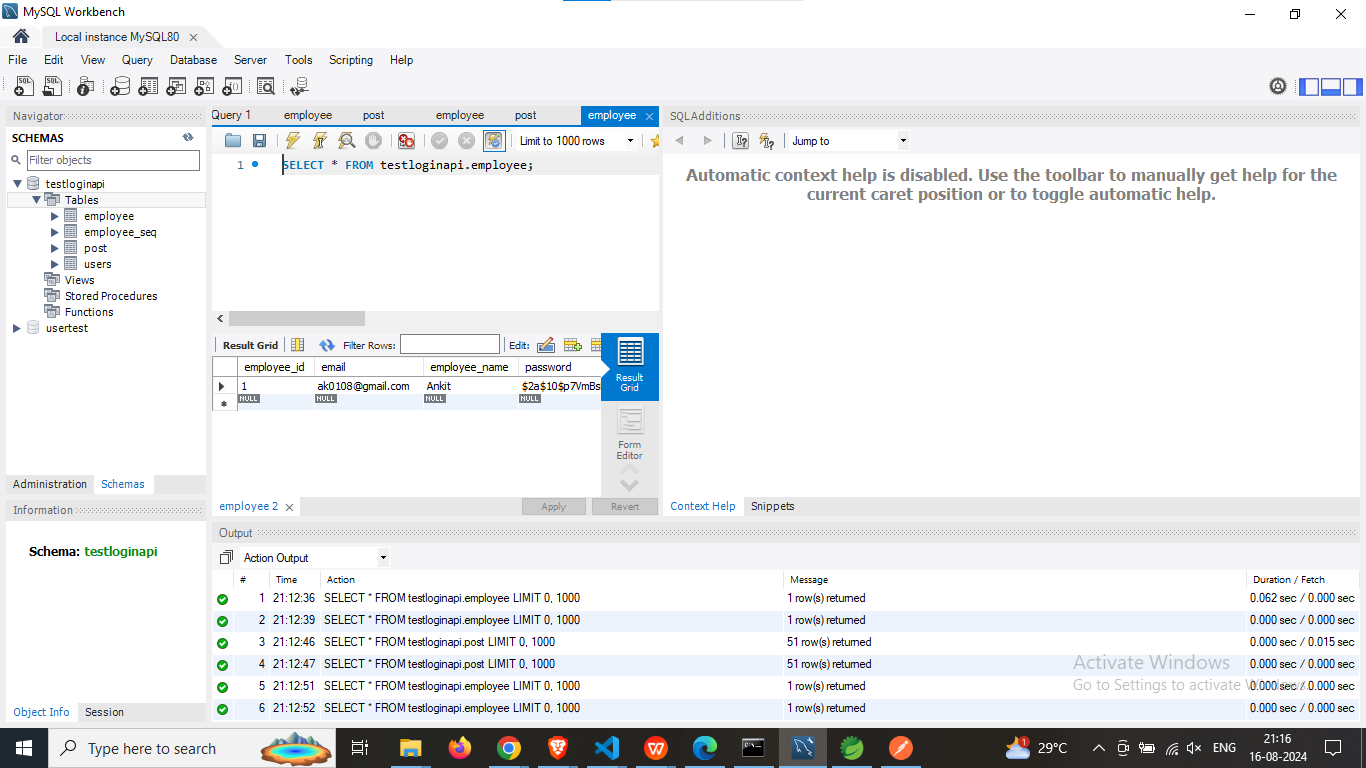 MySQL Workbench
Local instance MySQL80
File Edit View Query Database Server Tools Scripting Help
Navigator
SCHEMAS
Filter objects
testloginapi
Tables
employee
employee_seq
post
users
Views
Stored Procedures
Functions
usertest
Administration Schemas
Information
Schema: testloginapi
Object Info Session
Query 1 employee post employee post employee
Limit to 1000 rows
1 SELECT * FROM testloginapi.employee;
Result Grid Filter Rows: Edit:
employee_id email employee_name password
1 ak0108@gmail.com Ankit $2a$10$p7VmBs
NULL NULL NULL NULL
Result
Grid
Form
Editor
employee 2 Apply Revert
SQLAdditions
Jump to
Automatic context help is disabled. Use the toolbar to manually get help for the
current caret position or to toggle automatic help.
Context Help Snippets
Output
Action Output
# Time Action Message Duration / Fetch
1 21:12:36 SELECT * FROM testloginapi.employee LIMIT 0, 1000 1 row(s) returned 0.062 sec / 0.000 sec
2 21:12:39 SELECT * FROM testloginapi.employee LIMIT 0, 1000 1 row(s) returned 0.000 sec / 0.000 sec
3 21:12:46 SELECT * FROM testloginapi.post LIMIT 0, 1000 51 row(s) returned 0.000 sec / 0.015 sec
4 21:12:47 SELECT * FROM testloginapi.post LIMIT 0, 1000 51 row(s) returned 0.000 sec / 0.000 sec
5 21:12:51 SELECT * FROM testloginapi.employee LIMIT 0, 1000 1 row(s) returned 0.000 sec / 0.000 sec
6 21:12:52 SELECT * FROM testloginapi.employee LIMIT 0, 1000 1 row(s) returned 0.000 sec / 0.000 sec
Activate Windows
Go to Settings to activate Windows.
Type here to search
29°C
ENG
21:16
16-08-2024